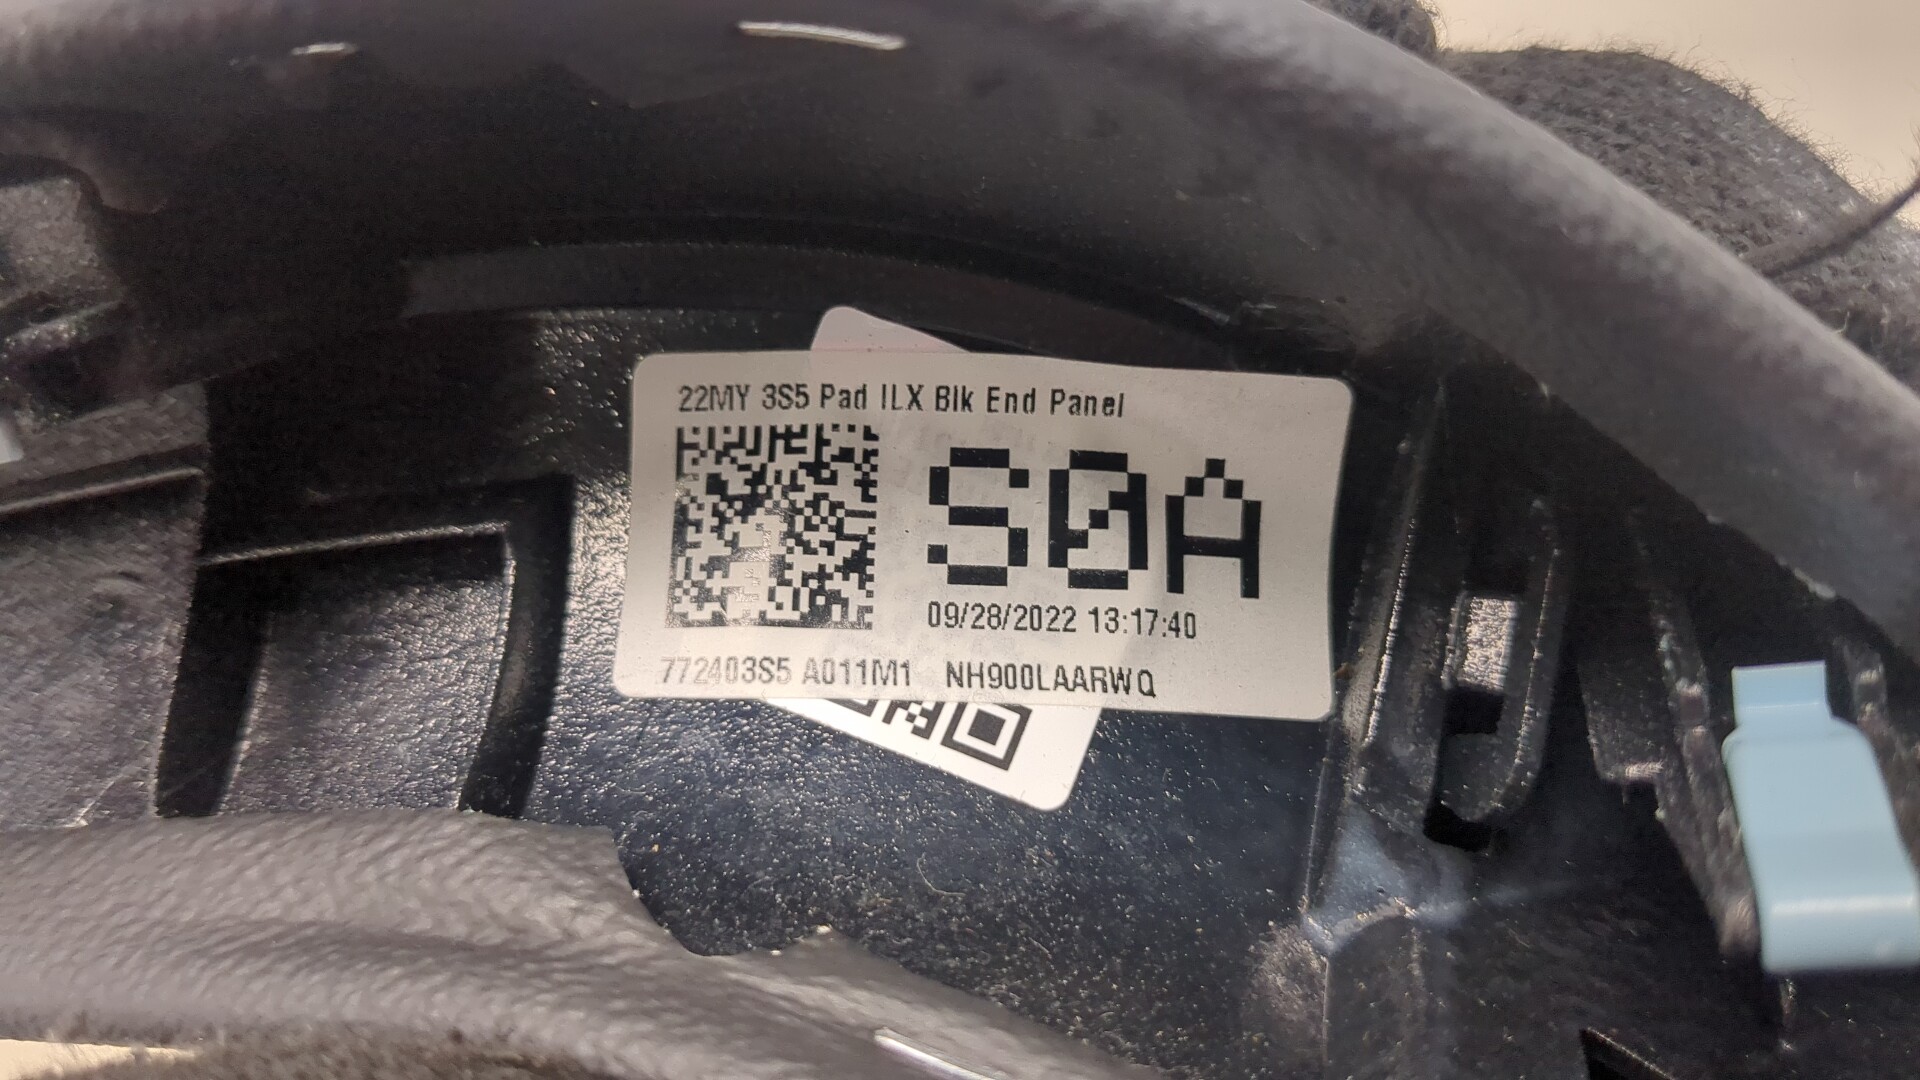 22MY 3S5 Pad ILX Blk End Panel
S0A
09/28/2022 13:17:40
772403S5 A011M1 NH900LAARWQ